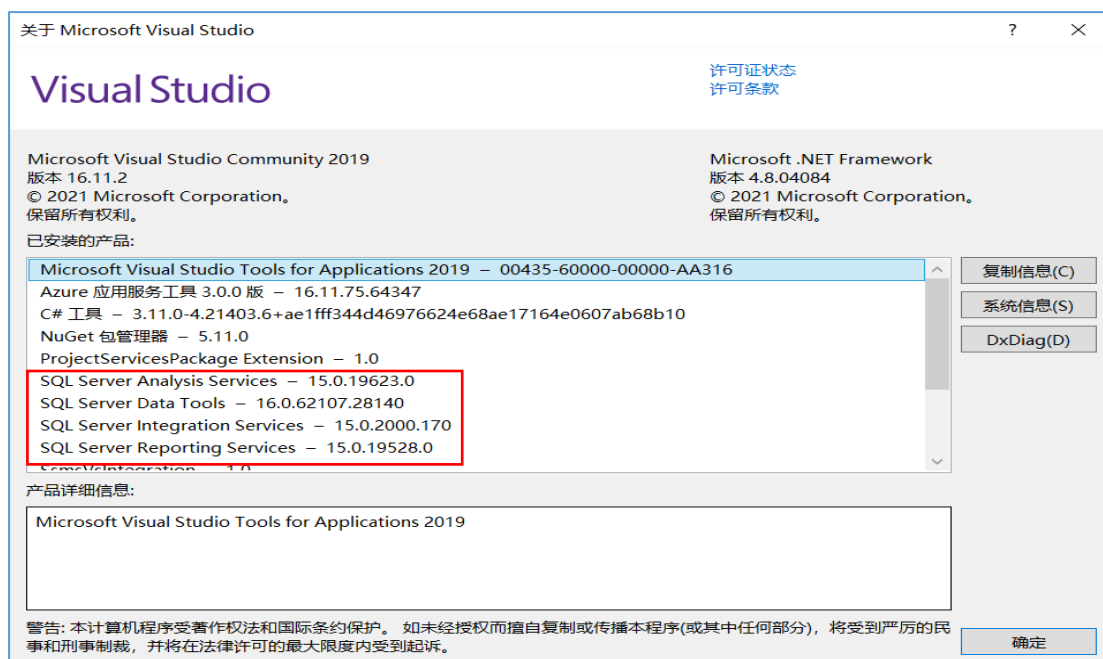 关于 Microsoft Visual Studio
?
Visual Studio
许可证状态
许可条款
Microsoft Visual Studio Community 2019
版本 16.11.2
© 2021 Microsoft Corporation。
保留所有权利。
Microsoft .NET Framework
版本 4.8.04084
© 2021 Microsoft Corporation。
保留所有权利。
已安装的产品:
Microsoft Visual Studio Tools for Applications 2019 – 00435-60000-00000-AA316
Azure 应用服务工具 3.0.0 版 – 16.11.75.64347
C# 工具 – 3.11.0-4.21403.6+ae1fff344d46976624e68ae17164e0607ab68b10
NuGet 包管理器 – 5.11.0
ProjectServicesPackage Extension – 1.0
SQL Server Analysis Services – 15.0.19623.0
SQL Server Data Tools – 16.0.62107.28140
SQL Server Integration Services – 15.0.2000.170
SQL Server Reporting Services – 15.0.19528.0
复制信息(C)
系统信息(S)
DxDiag(D)
产品详细信息:
Microsoft Visual Studio Tools for Applications 2019
警告: 本计算机程序受著作权法和国际条约保护。 如未经授权而擅自复制或传播本程序(或其中任何部分)，将受到严厉的民
事和刑事制裁，并将在法律许可的最大限度内受到起诉。
确定